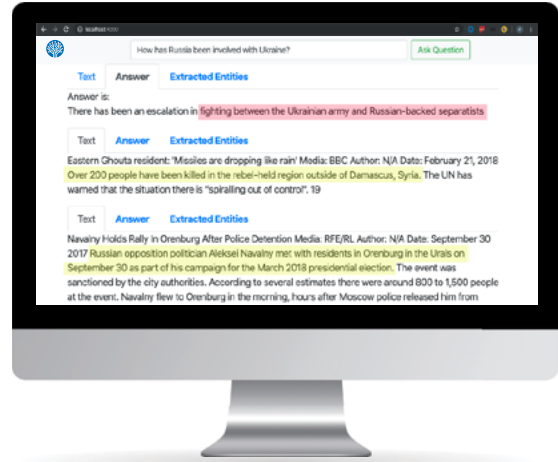 localhost:4000
How has Russia been involved with Ukraine?
Ask Question
Text Answer Extracted Entities
Answer is:
There has been an escalation in fighting between the Ukrainian army and Russian-backed separatists
Text Answer Extracted Entities
Eastern Ghouta resident: 'Missiles are dropping like rain' Media: BBC Author: N/A Date: February 21, 2018
Over 200 people have been killed in the rebel-held region outside of Damascus, Syria. The UN has
warned that the situation there is "spiralling out of control". 19
Text Answer Extracted Entities
Navalny Holds Rally In Orenburg After Police Detention Media: RFE/RL Author: N/A Date: September 30
2017 Russian opposition politician Aleksei Navalny met with residents in Orenburg in the Urals on
September 30 as part of his campaign for the March 2018 presidential election. The event was
sanctioned by the city authorities. According to several estimates there were around 800 to 1,500 people
at the event. Navalny flew to Orenburg in the morning, hours after Moscow police released him from